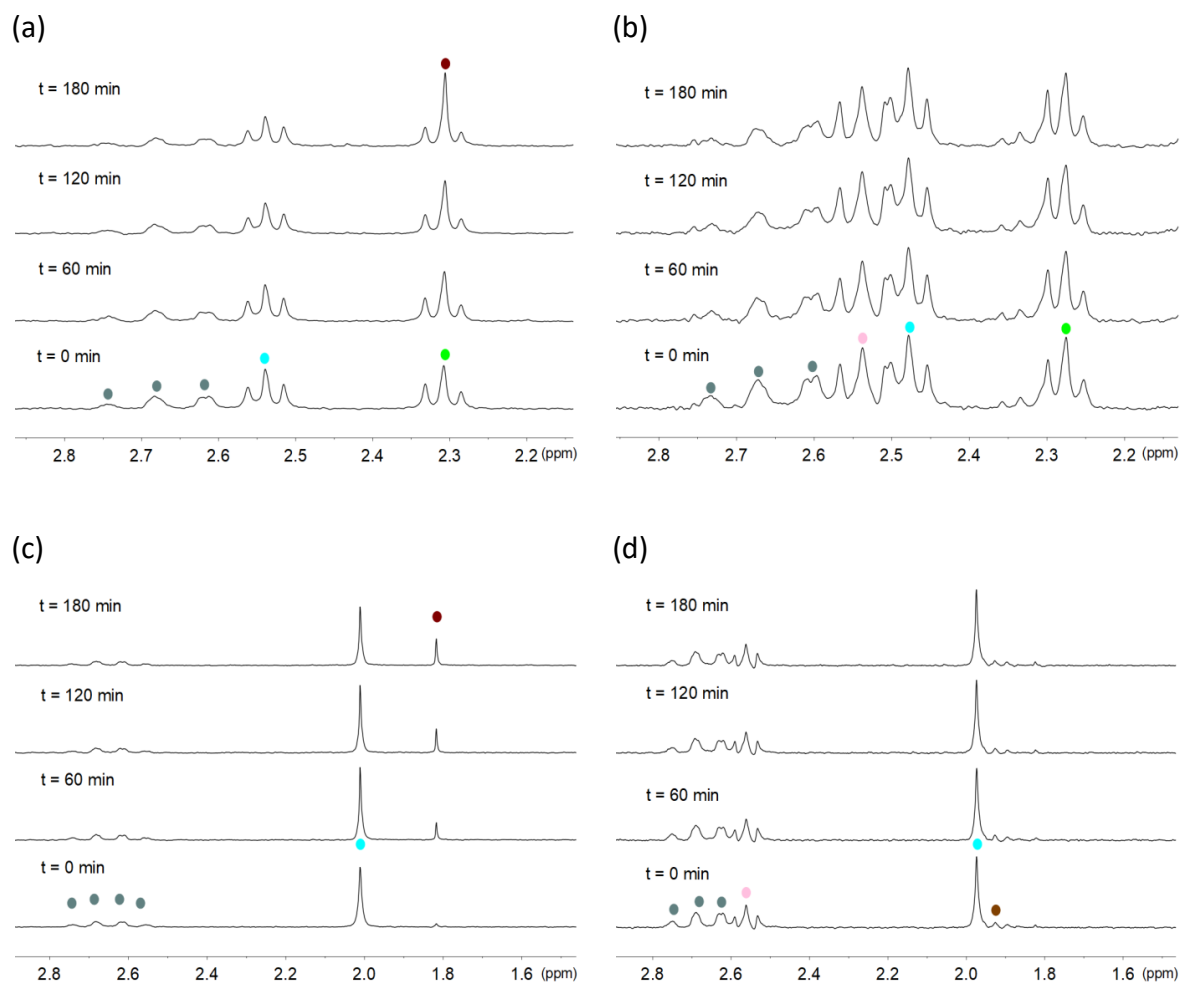 (a)
t = 180 min
t = 120 min
t = 60 min
t = 0 min
2.8 2.7 2.6 2.5 2.4 2.3 2.2 (ppm)
(b)
t = 180 min
t = 120 min
t = 60 min
t = 0 min
2.8 2.7 2.6 2.5 2.4 2.3 2.2 (ppm)
(c)
t = 180 min
t = 120 min
t = 60 min
t = 0 min
2.8 2.6 2.4 2.2 2.0 1.8 1.6 (ppm)
(d)
t = 180 min
t = 120 min
t = 60 min
t = 0 min
2.8 2.6 2.4 2.2 2.0 1.8 1.6 (ppm)